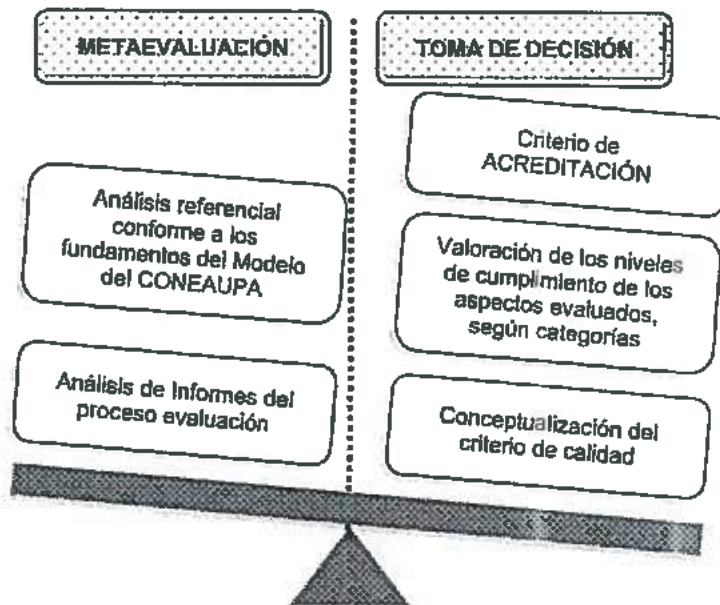 METAEVALUACIÓN
Análisis referencial
conforme a los
fundamentos del Modelo
del CONEAUPA
Análisis de Informes del
proceso evaluación
TOMA DE DECISIÓN
Criterio de
ACREDITACIÓN
Valoración de los niveles
de cumplimiento de los
aspectos evaluados,
según categorías
Conceptualización del
criterio de calidad